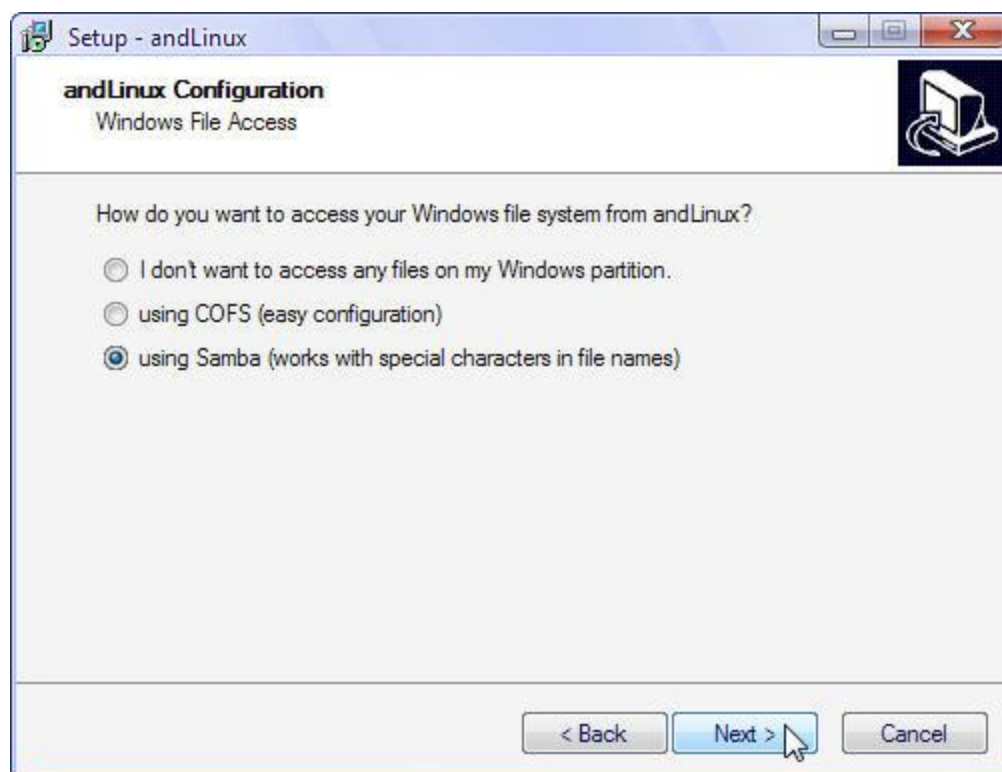 Setup - andLinux
andLinux Configuration
Windows File Access
How do you want to access your Windows file system from andLinux?
I don't want to access any files on my Windows partition.
using COFS (easy configuration)
using Samba (works with special characters in file names)
< Back
Next >
Cancel